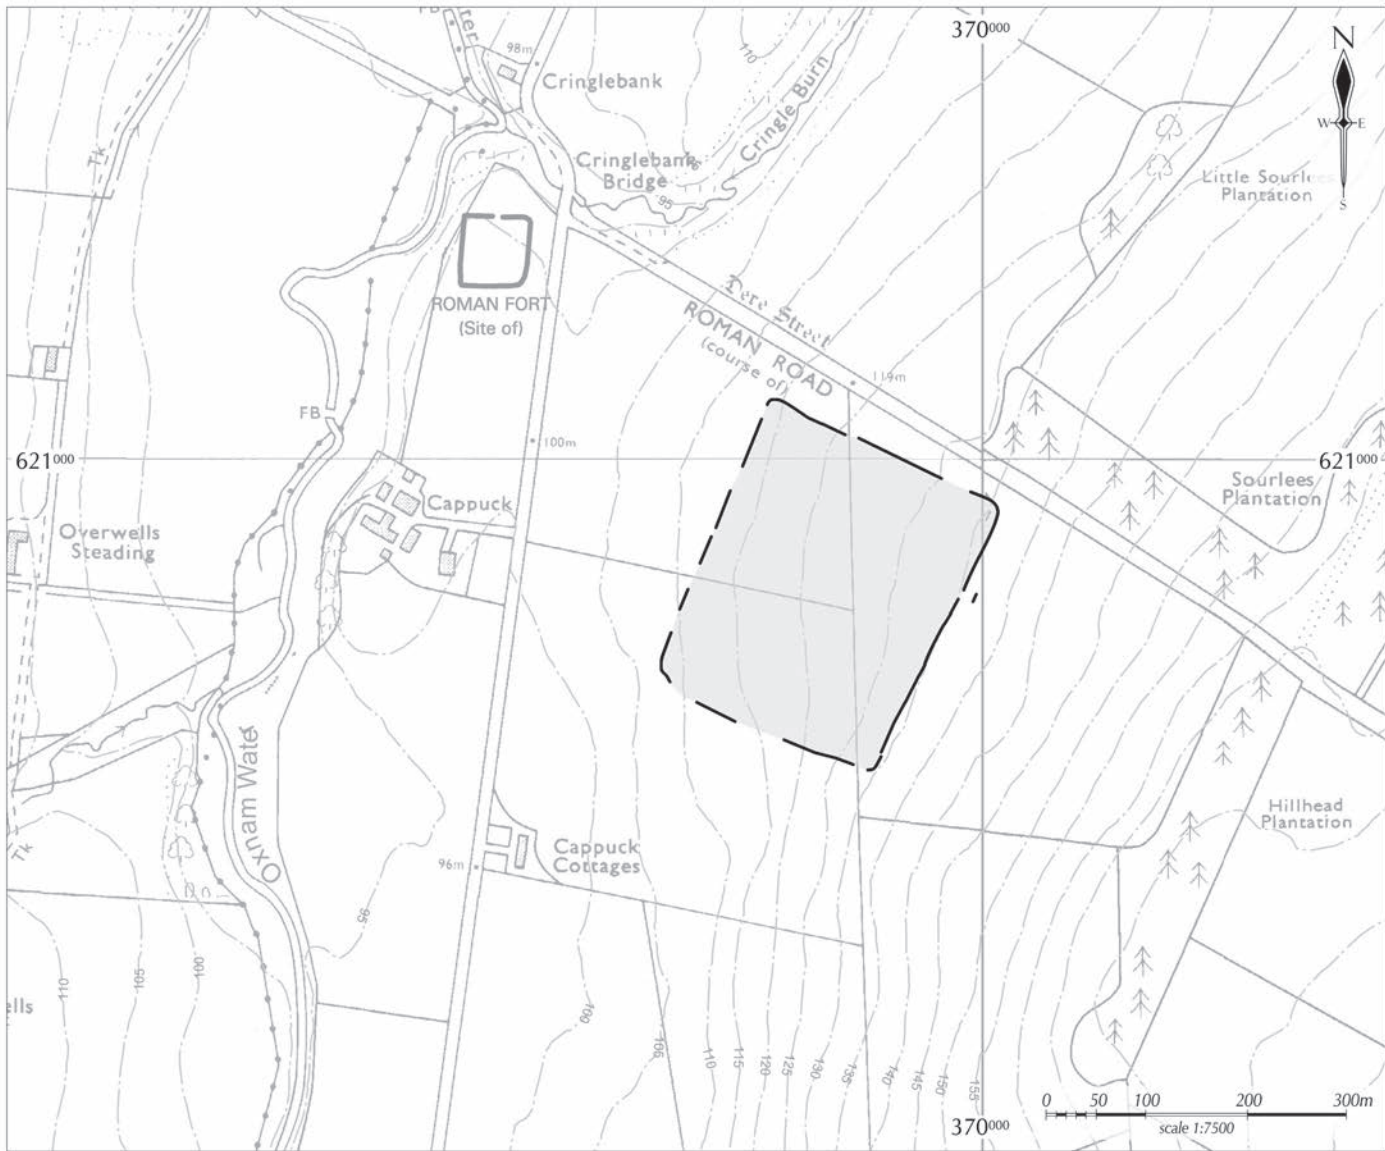 370000
N
W E
S
98m
Cringlebank
110
Cringle Burn
Tk
Cringlebank
Bridge
95
Little Sourlees
Plantation
ROMAN FORT
(Site of)
Dere Street
ROMAN ROAD
(course of)
119m
FB
100m
621000
621000
Cappuck
Sourlees
Plantation
Overwells
Steading
Oxnam Water
Hillhead
Plantation
Tk
96m
Cappuck
Cottages
95
110
105
100
ells
100
110
115
120
125
130
135
140
145
150
155
370000
0 50 100 200 300m
scale 1:7500